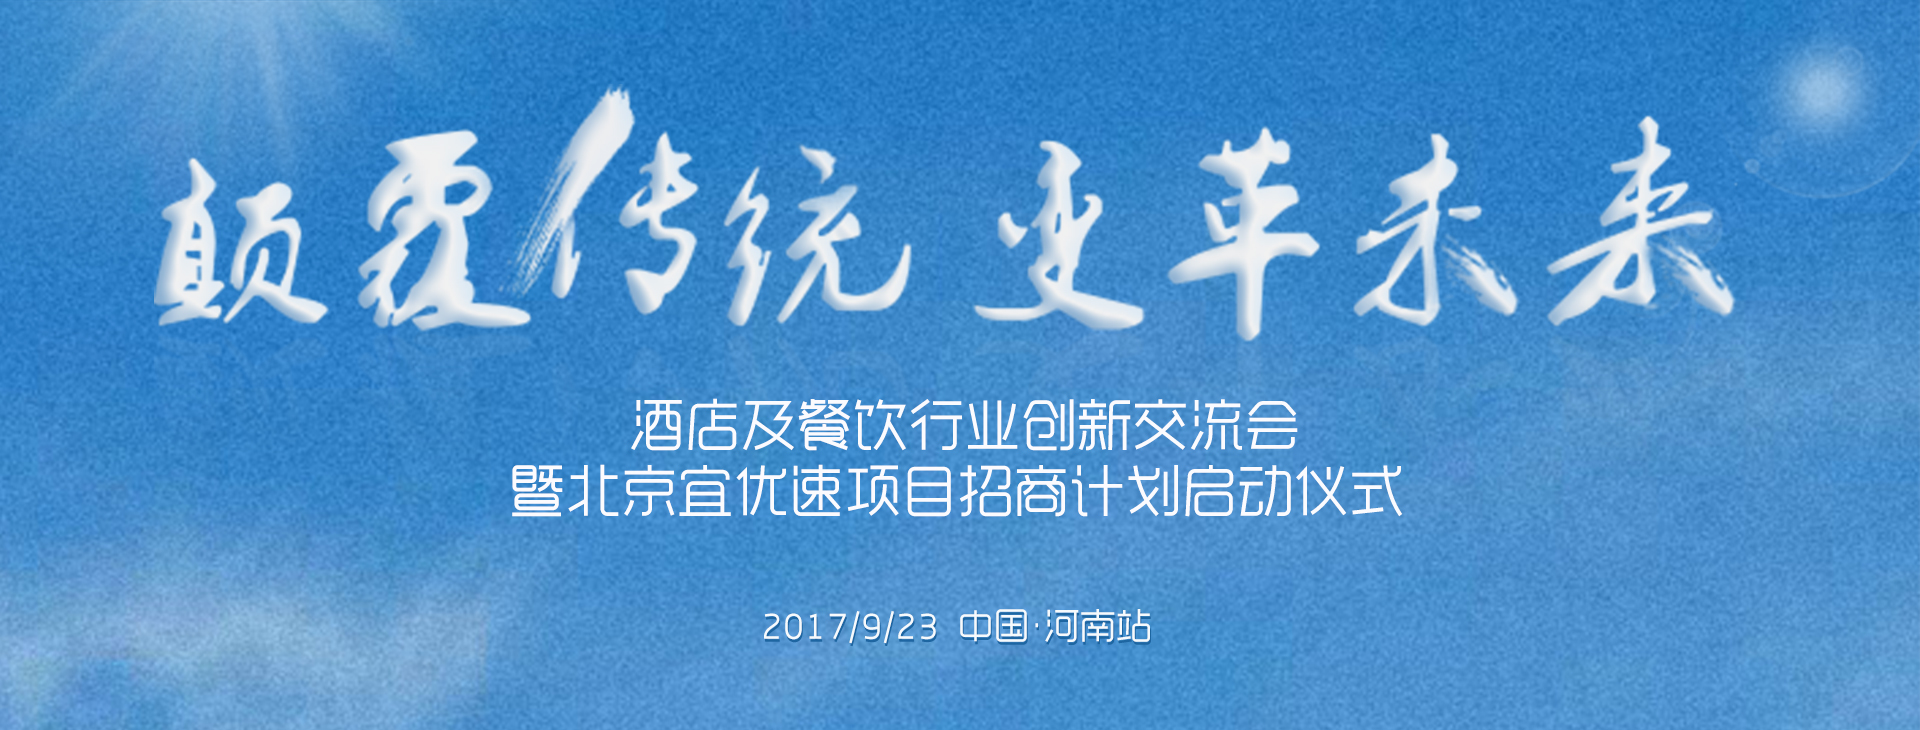 颠覆传统 变革未来
酒店及餐饮行业创新交流会
暨北京宜优速项目招商计划启动仪式
2017/9/23 中国·河南站